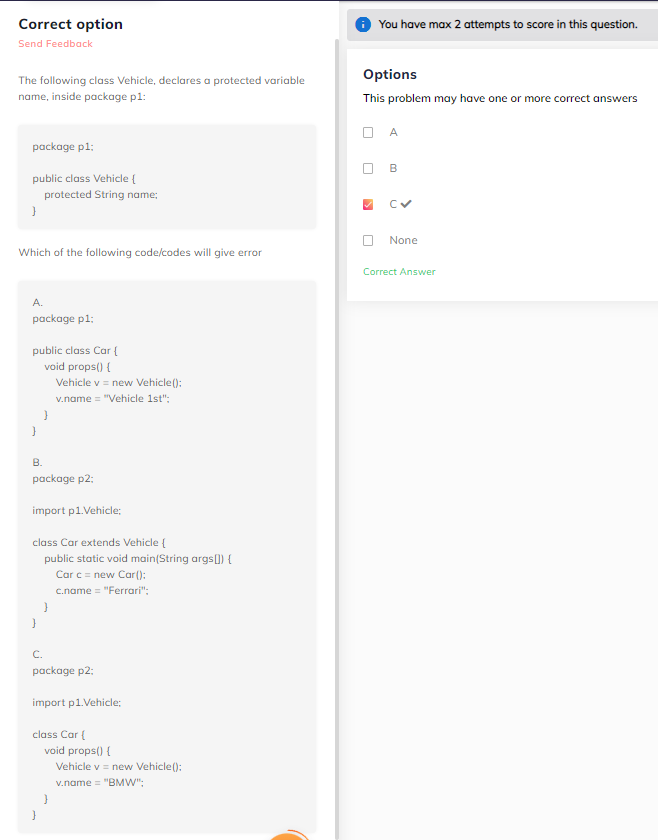 Correct option
Send Feedback
The following class Vehicle, declares a protected variable
name, inside package p1:
package p1;
public class Vehicle {
protected String name;
}
Which of the following code/codes will give error
A.
package p1;
public class Car {
void props() {
Vehicle v = new Vehicle();
v.name = "Vehicle 1st";
}
}
B.
package p2;
import p1.Vehicle;
class Car extends Vehicle {
public static void main(String args[]) {
Car c = new Car();
c.name = "Ferrari";
}
}
C.
package p2;
import p1.Vehicle;
class Car {
void props() {
Vehicle v = new Vehicle();
v.name = "BMW";
}
}
You have max 2 attempts to score in this question.
Options
This problem may have one or more correct answers
A
B
C
None
Correct Answer